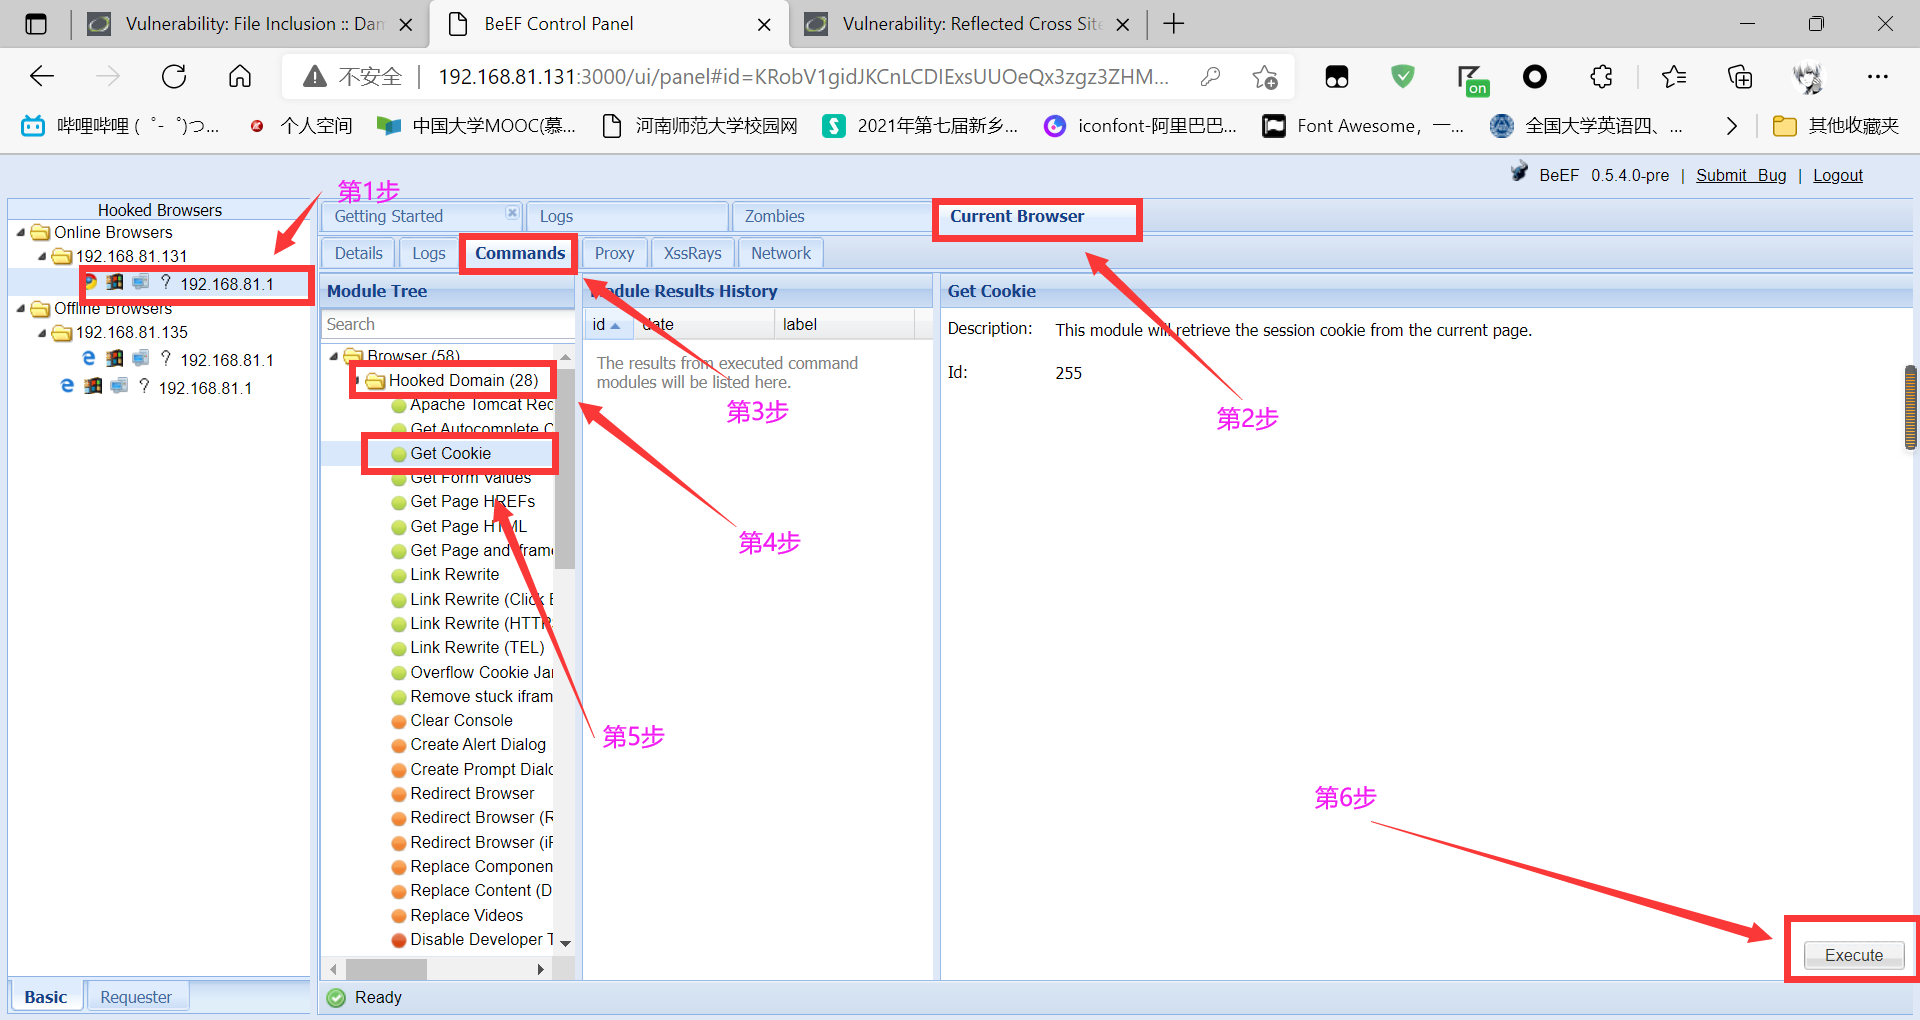 Vulnerability: File Inclusion :: Dam
BeEF Control Panel
Vulnerability: Reflected Cross Site
不安全
192.168.81.131:3000/ui/panel#id=KRobV1gidJKCnLCDIExsUUOeQx3zgz3ZHM...
on
哔哩哔哩 ( ゜- ゜)つ...
个人空间
中国大学MOOC(慕...
河南师范大学校园网
2021年第七届新乡...
iconfont-阿里巴巴...
Font Awesome，一...
全国大学英语四、...
其他收藏夹
BeEF 0.5.4.0-pre | Submit Bug | Logout
Hooked Browsers
Online Browsers
192.168.81.131
? 192.168.81.1
Offline Browsers
192.168.81.135
? 192.168.81.1
? 192.168.81.1
第1步
Getting Started
Logs
Zombies
Current Browser
Details
Logs
Commands
Proxy
XssRays
Network
Module Tree
Search
Browser (58)
Hooked Domain (28)
Apache Tomcat Rec
Get Autocomplete C
Get Cookie
Get Form Values
Get Page HREFs
Get Page HTML
Get Page and iframe
Link Rewrite
Link Rewrite (Click E
Link Rewrite (HTTP
Link Rewrite (TEL)
Overflow Cookie Jar
Remove stuck ifram
Clear Console
Create Alert Dialog
Create Prompt Dialo
Redirect Browser
Redirect Browser (R
Redirect Browser (iF
Replace Componen
Replace Content (D
Replace Videos
Disable Developer T
Module Results History
id
date
label
The results from executed command
modules will be listed here.
第3步
第4步
第5步
Get Cookie
Description:
This module will retrieve the session cookie from the current page.
Id:
255
第2步
第6步
Execute
Basic
Requester
Ready